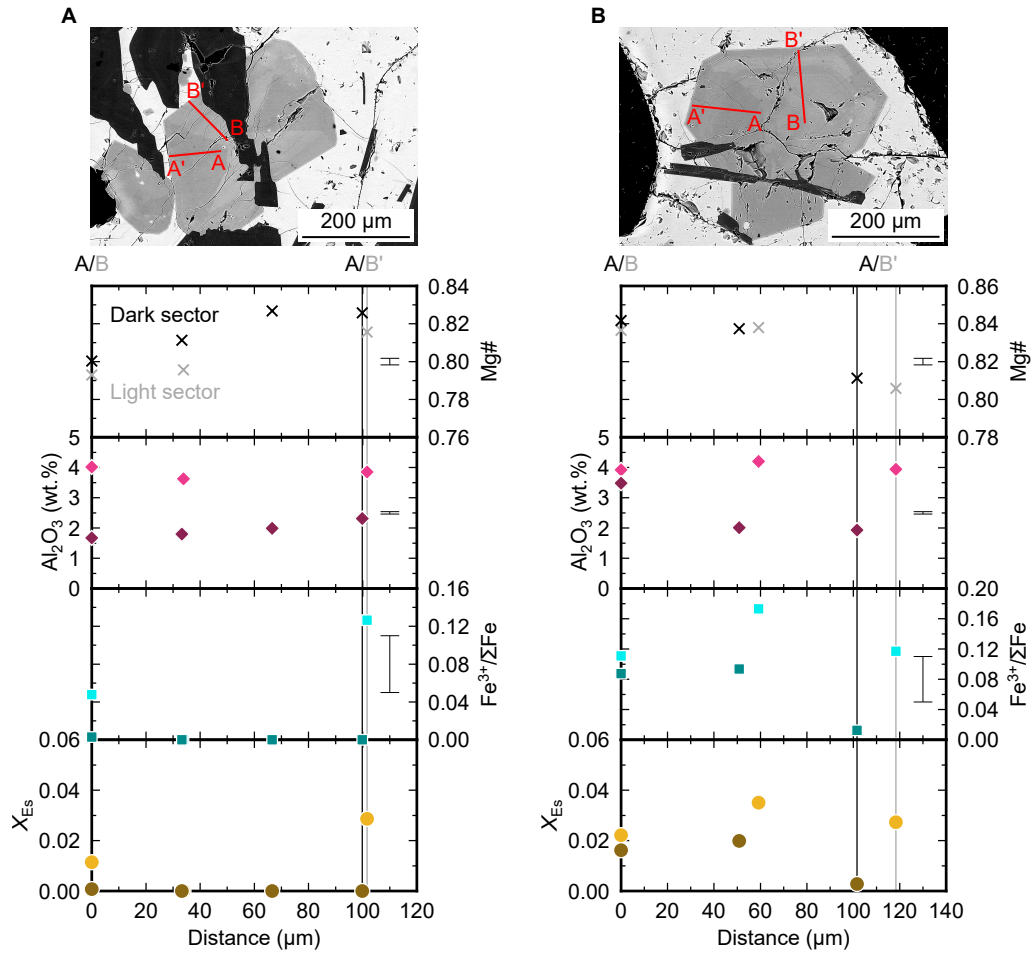 A
B
B'
B
A'
A
200 µm
B'
A'
A
B
200 µm
A/B
A/B'
A/B
A/B'
Dark sector
Light sector
0.84
0.82
0.80
0.78
0.76
Mg#
0.86
0.84
0.82
0.80
0.78
Mg#
5
4
3
2
1
0
Al₂O₃ (wt.%)
5
4
3
2
1
0
Al₂O₃ (wt.%)
0.16
0.12
0.08
0.04
0.00
Fe³⁺/ΣFe
0.20
0.16
0.12
0.08
0.04
0.00
Fe³⁺/ΣFe
0.06
0.04
0.02
0.00
XEs
0.06
0.04
0.02
0.00
XEs
0
20
40
60
80
100
120
Distance (µm)
0
20
40
60
80
100
120
140
Distance (µm)